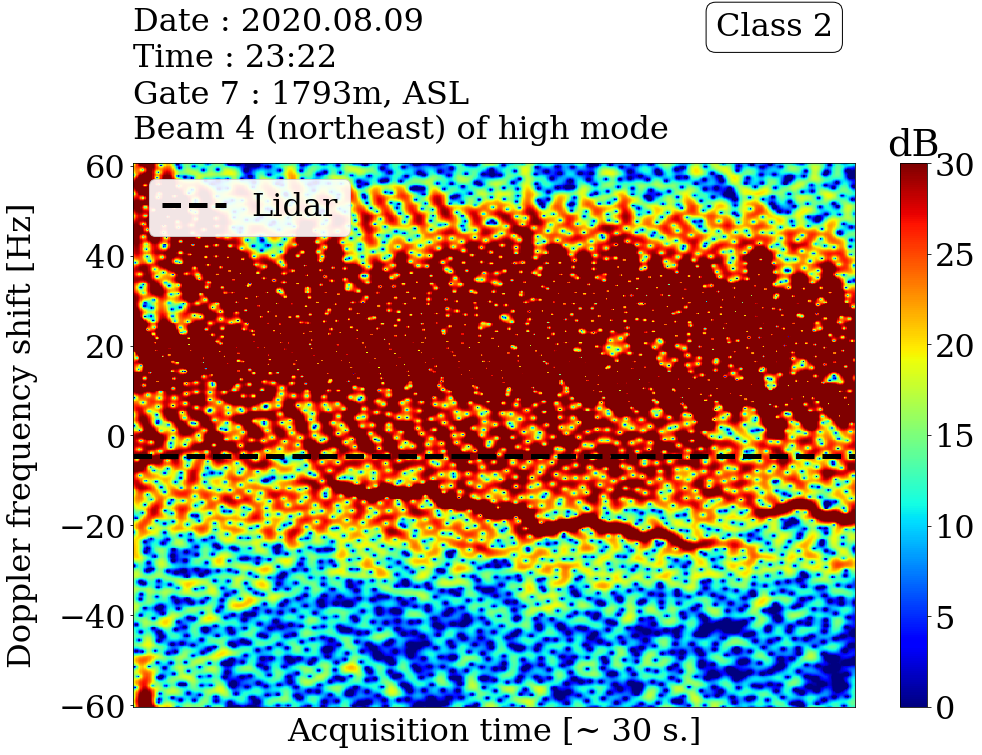 Date : 2020.08.09
Time : 23:22
Gate 7 : 1793m, ASL
Beam 4 (northeast) of high mode
Class 2
dB
Lidar
Doppler frequency shift [Hz]
60
40
20
0
−20
−40
−60
Acquisition time [~ 30 s.]
30
25
20
15
10
5
0